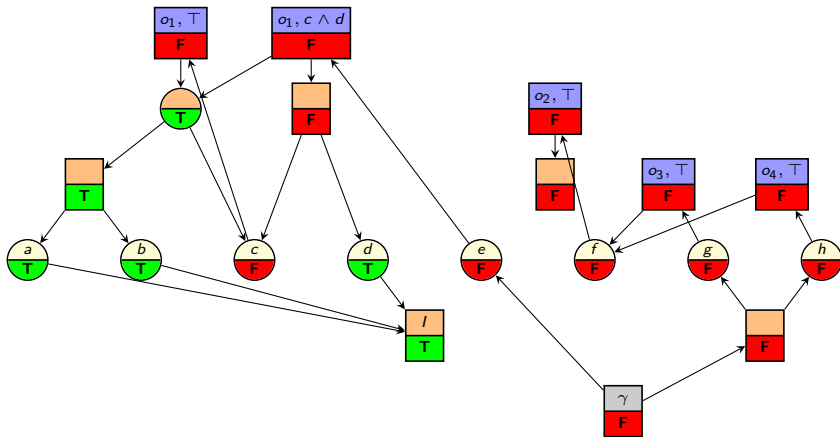 o₁, ⊤
F
o₁, c ∧ d
F
T
F
o₂, ⊤
F
F
T
o₃, ⊤
F
o₄, ⊤
F
a
T
b
T
c
F
d
T
e
F
f
F
g
F
h
F
I
T
F
γ
F